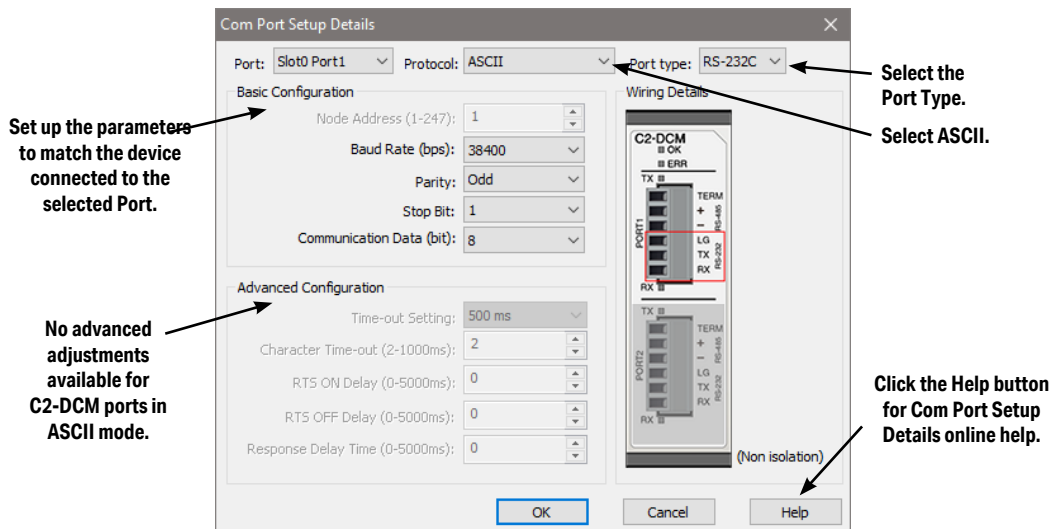 Com Port Setup Details
Port: Slot0 Port1 Protocol: ASCII Port type: RS-232C
Select the
Port Type.
Select ASCII.
Set up the parameters
to match the device
connected to the
selected Port.
Basic Configuration
Node Address (1-247): 1
Baud Rate (bps): 38400
Parity: Odd
Stop Bit: 1
Communication Data (bit): 8
Wiring Details
C2-DCM
OK
ERR
TX
TERM
+
–
LG
TX
RX
RS-485
RS-232
PORT1
RX
TX
TERM
+
–
LG
TX
RX
RS-485
RS-232
PORT2
RX
(Non isolation)
No advanced
adjustments
available for
C2-DCM ports in
ASCII mode.
Advanced Configuration
Time-out Setting: 500 ms
Character Time-out (2-1000ms): 2
RTS ON Delay (0-5000ms): 0
RTS OFF Delay (0-5000ms): 0
Response Delay Time (0-5000ms): 0
Click the Help button
for Com Port Setup
Details online help.
OK Cancel Help